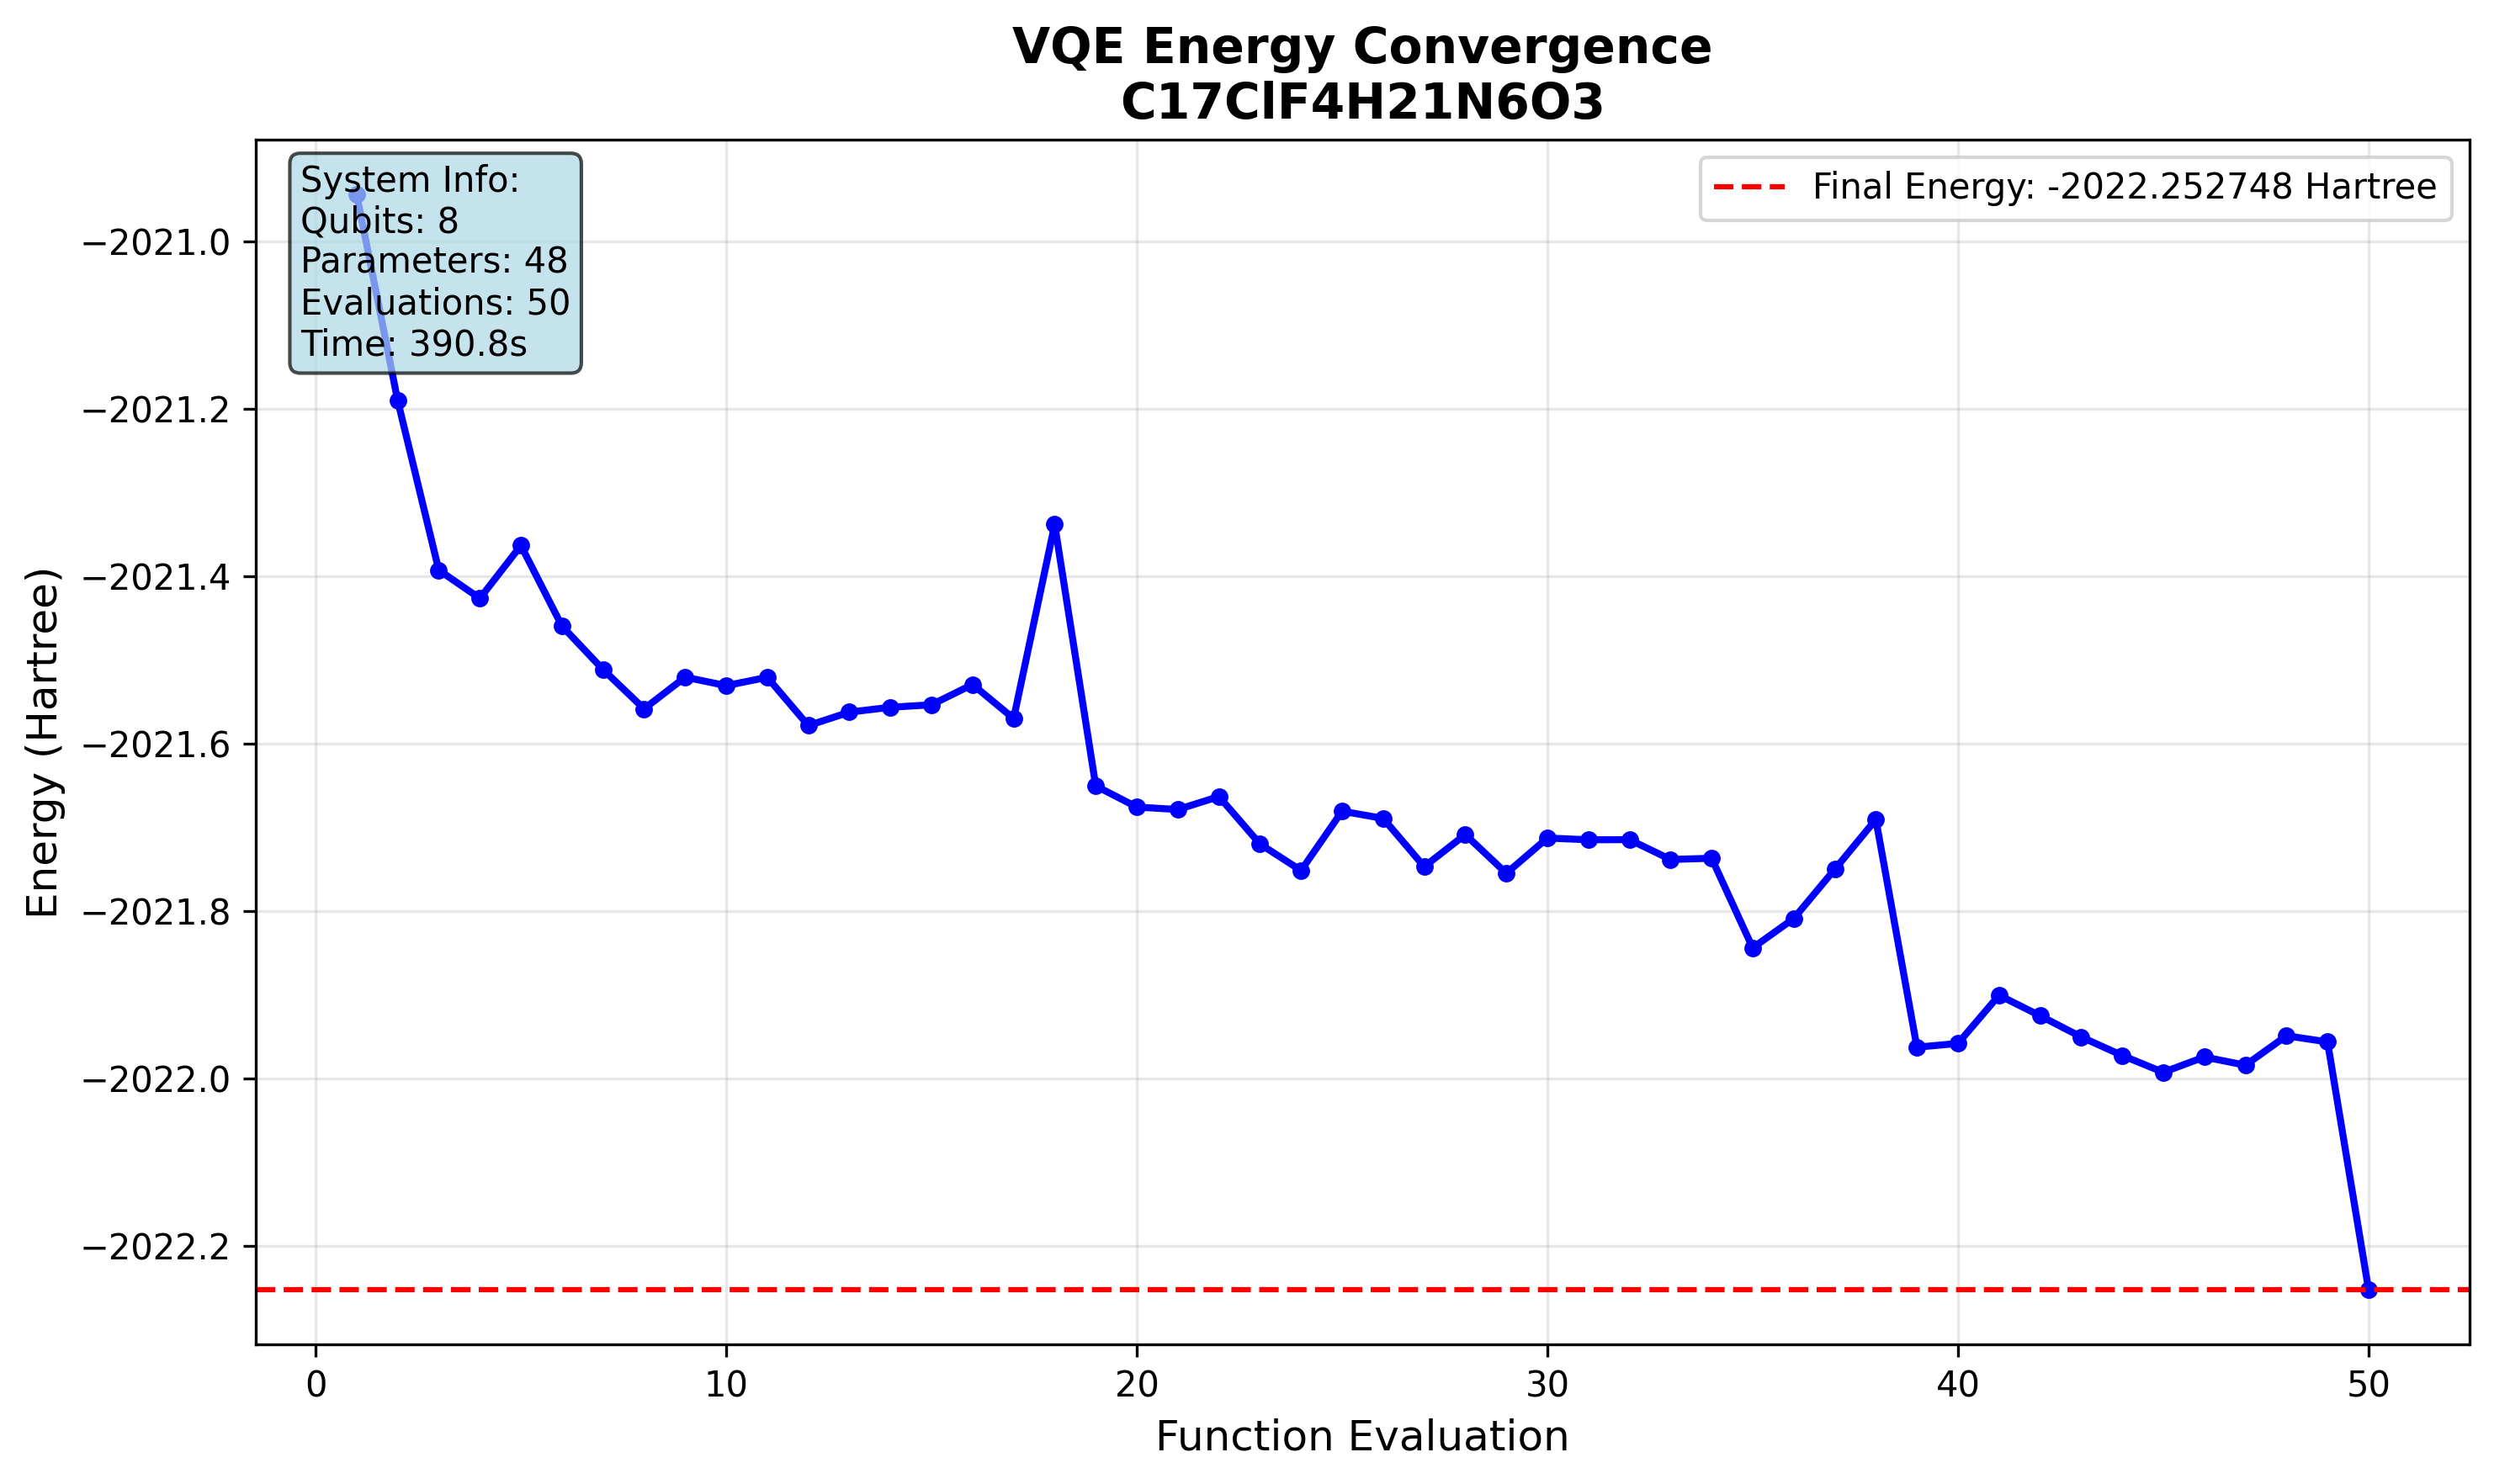 VQE Energy Convergence
C17ClF4H21N6O3
System Info:
Qubits: 8
Parameters: 48
Evaluations: 50
Time: 390.8s
Final Energy: -2022.252748 Hartree
Energy (Hartree)
−2021.0
−2021.2
−2021.4
−2021.6
−2021.8
−2022.0
−2022.2
0
10
20
30
40
50
Function Evaluation